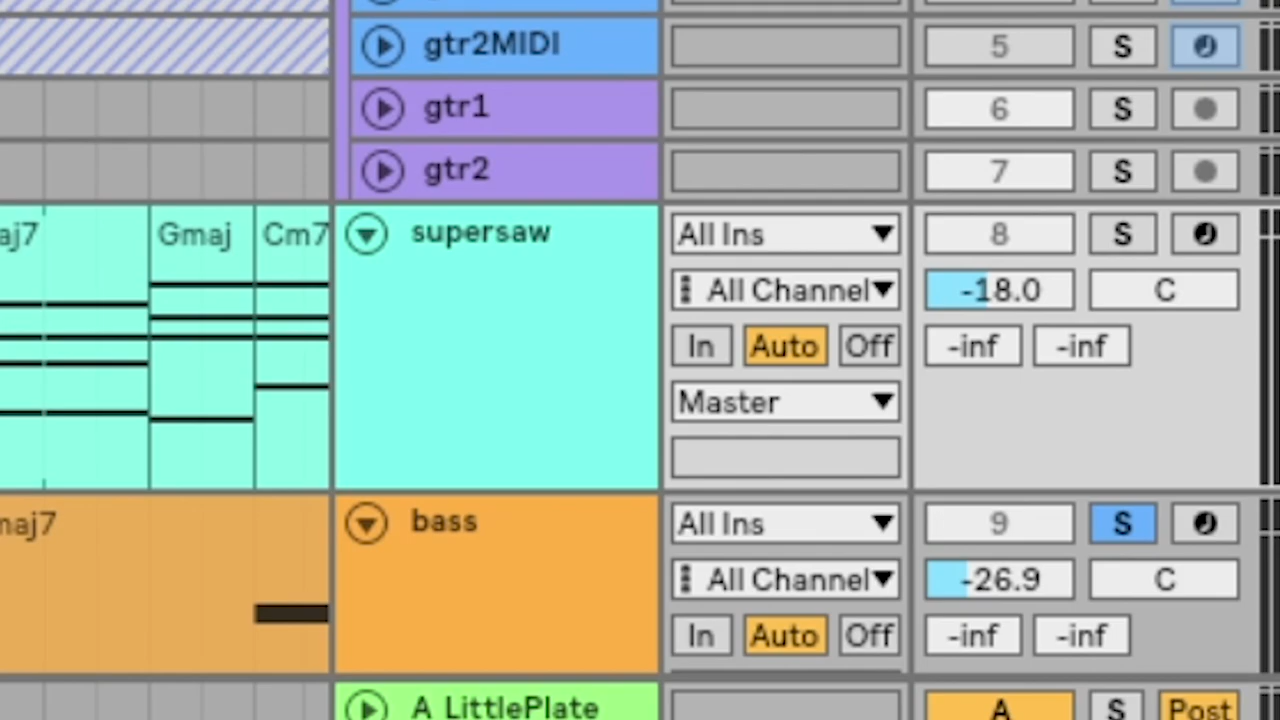 gtr2MIDI 5 S
gtr1 6 S
gtr2 7 S
aj7 Gmaj Cm7 supersaw All Ins 8 S
All Channel -18.0 C
In Auto Off -inf -inf
Master
naj7 bass All Ins 9 S
All Channel -26.9 C
In Auto Off -inf -inf
A LittlePlate A S Post